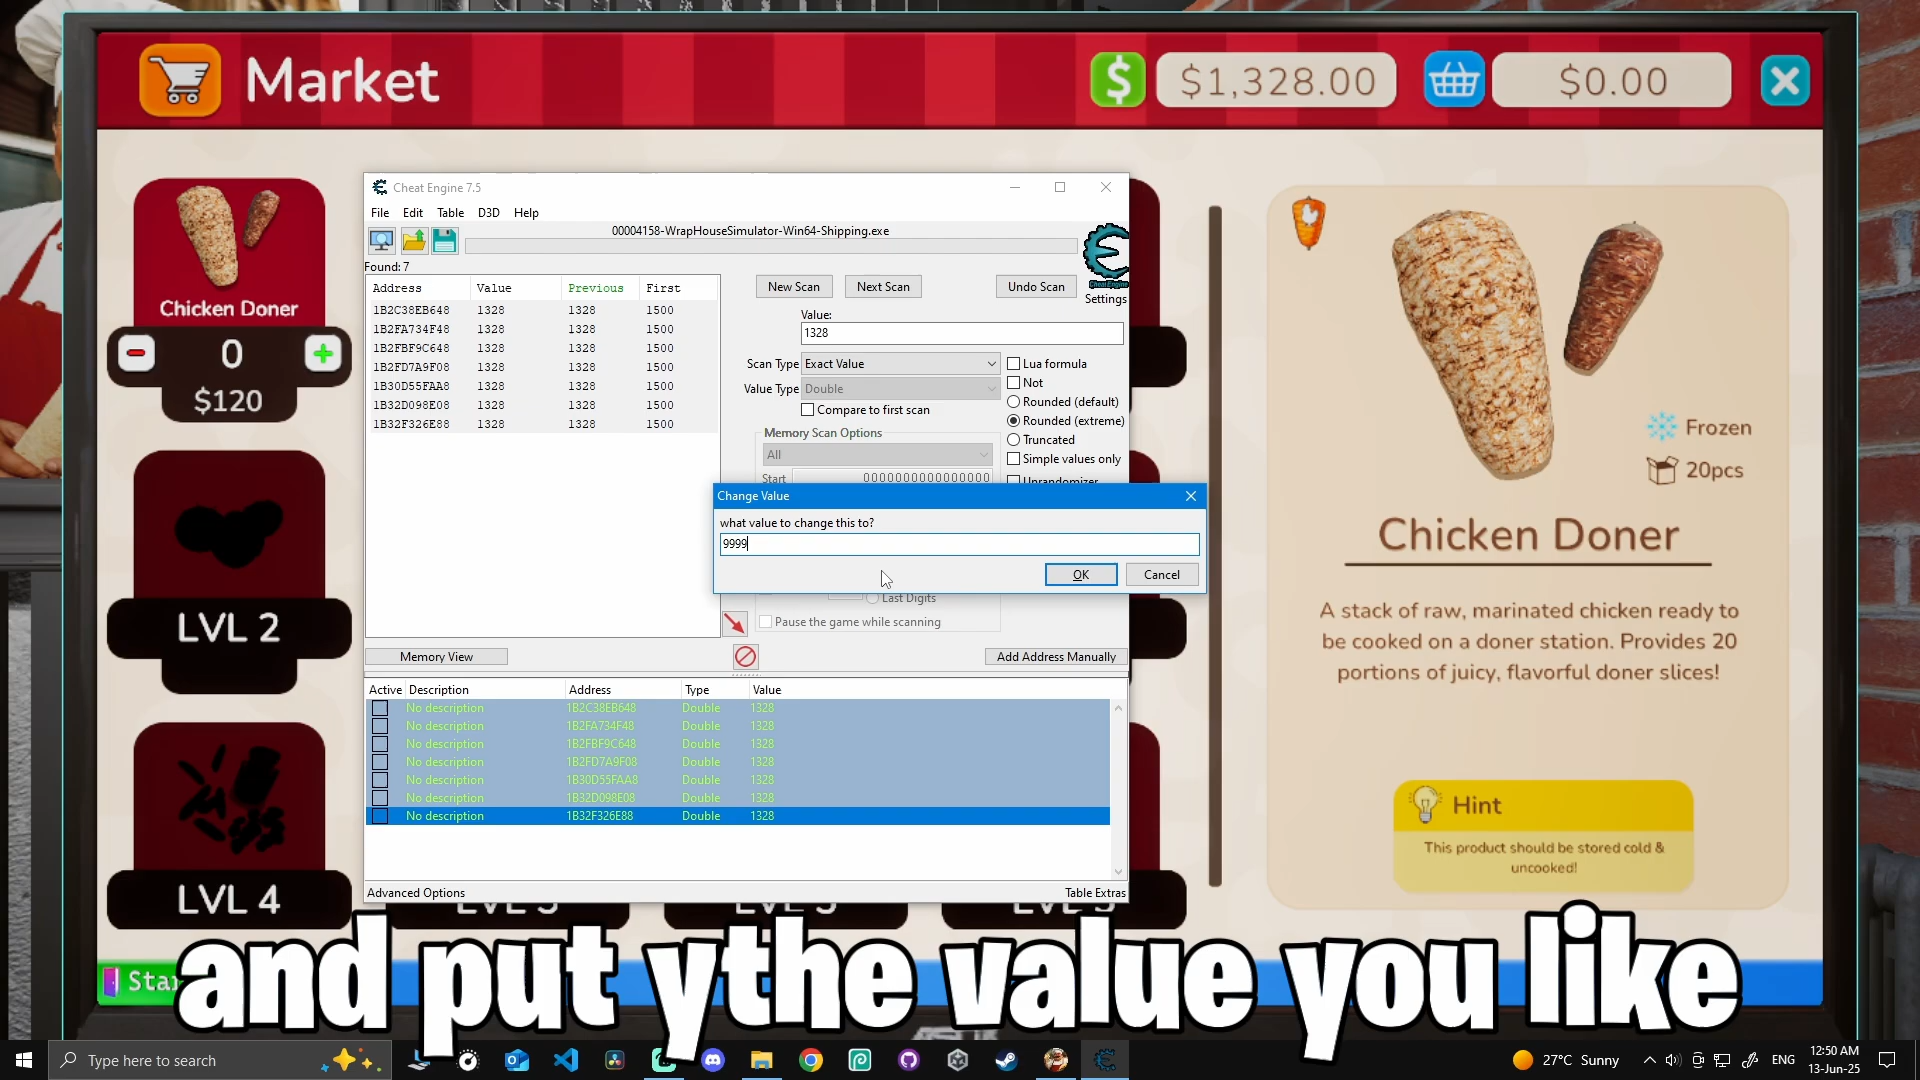 Market
$1,328.00
$0.00
Chicken Doner
0
$120
LVL 2
LVL 4
Cheat Engine 7.5
File Edit Table D3D Help
00004158-WrapHouseSimulator-Win64-Shipping.exe
Found: 7
Address Value Previous First
1B2C38EB648 1328 1328 1500
1B2FA734F48 1328 1328 1500
1B2FBF9C648 1328 1328 1500
1B2FD7A9F08 1328 1328 1500
1B30D55FAA8 1328 1328 1500
1B32D098E08 1328 1328 1500
1B32F326E88 1328 1328 1500
New Scan Next Scan Undo Scan
Cheat Engine
Settings
Value:
1328
Scan Type Exact Value
Value Type Double
Compare to first scan
Lua formula
Not
Rounded (default)
Rounded (extreme)
Truncated
Simple values only
Unrandomizer
Memory Scan Options
All
Start 0000000000000000
Change Value
what value to change this to?
9999
OK Cancel
Last Digits
Pause the game while scanning
Memory View
Add Address Manually
Active Description Address Type Value
No description 1B2C38EB648 Double 1328
No description 1B2FA734F48 Double 1328
No description 1B2FBF9C648 Double 1328
No description 1B2FD7A9F08 Double 1328
No description 1B30D55FAA8 Double 1328
No description 1B32D098E08 Double 1328
No description 1B32F326E88 Double 1328
Advanced Options Table Extras
Frozen
20pcs
Chicken Doner
A stack of raw, marinated chicken ready to
be cooked on a doner station. Provides 20
portions of juicy, flavorful doner slices!
Hint
This product should be stored cold &
uncooked!
and put ythe value you like
Type here to search
27°C Sunny
ENG
12:50 AM
13-Jun-25